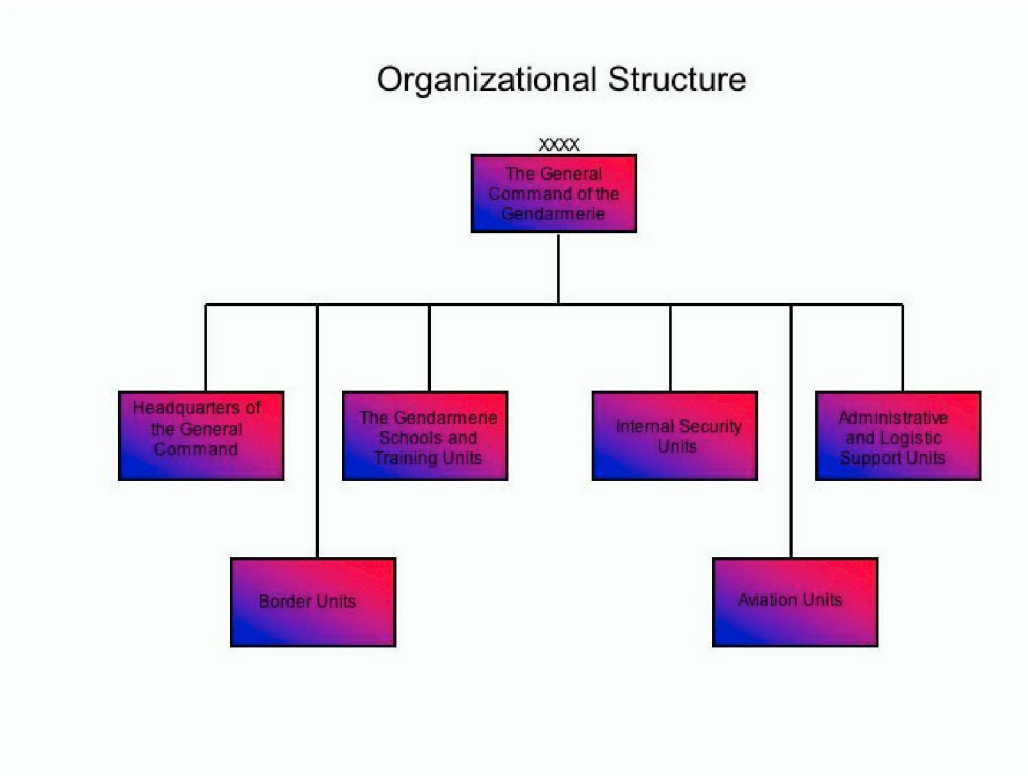 Organizational Structure
XXXX
The General
Command of the
Gendarmerie
Headquarters of
the General
Command
The Gendarmerie
Schools and
Training Units
Internal Security
Units
Administrative
and Logistic
Support Units
Border Units
Aviation Units